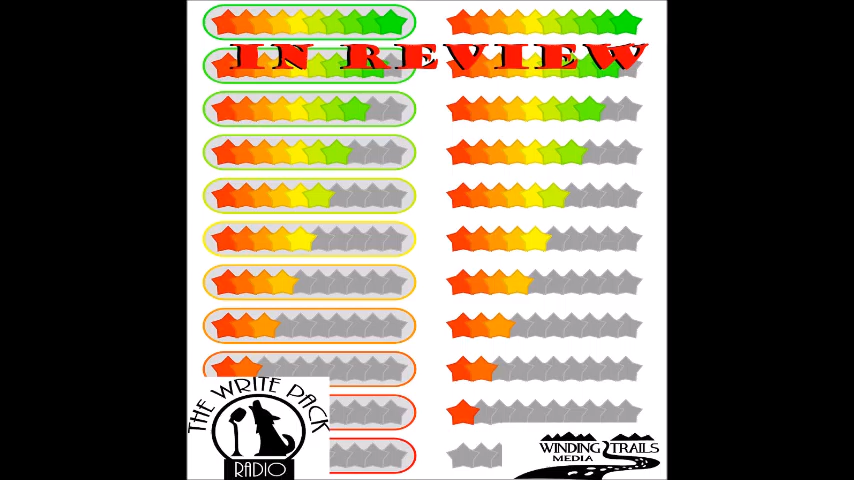 IN REVIEW
THE WRITE PACK
RADIO
WINDING TRAILS
MEDIA